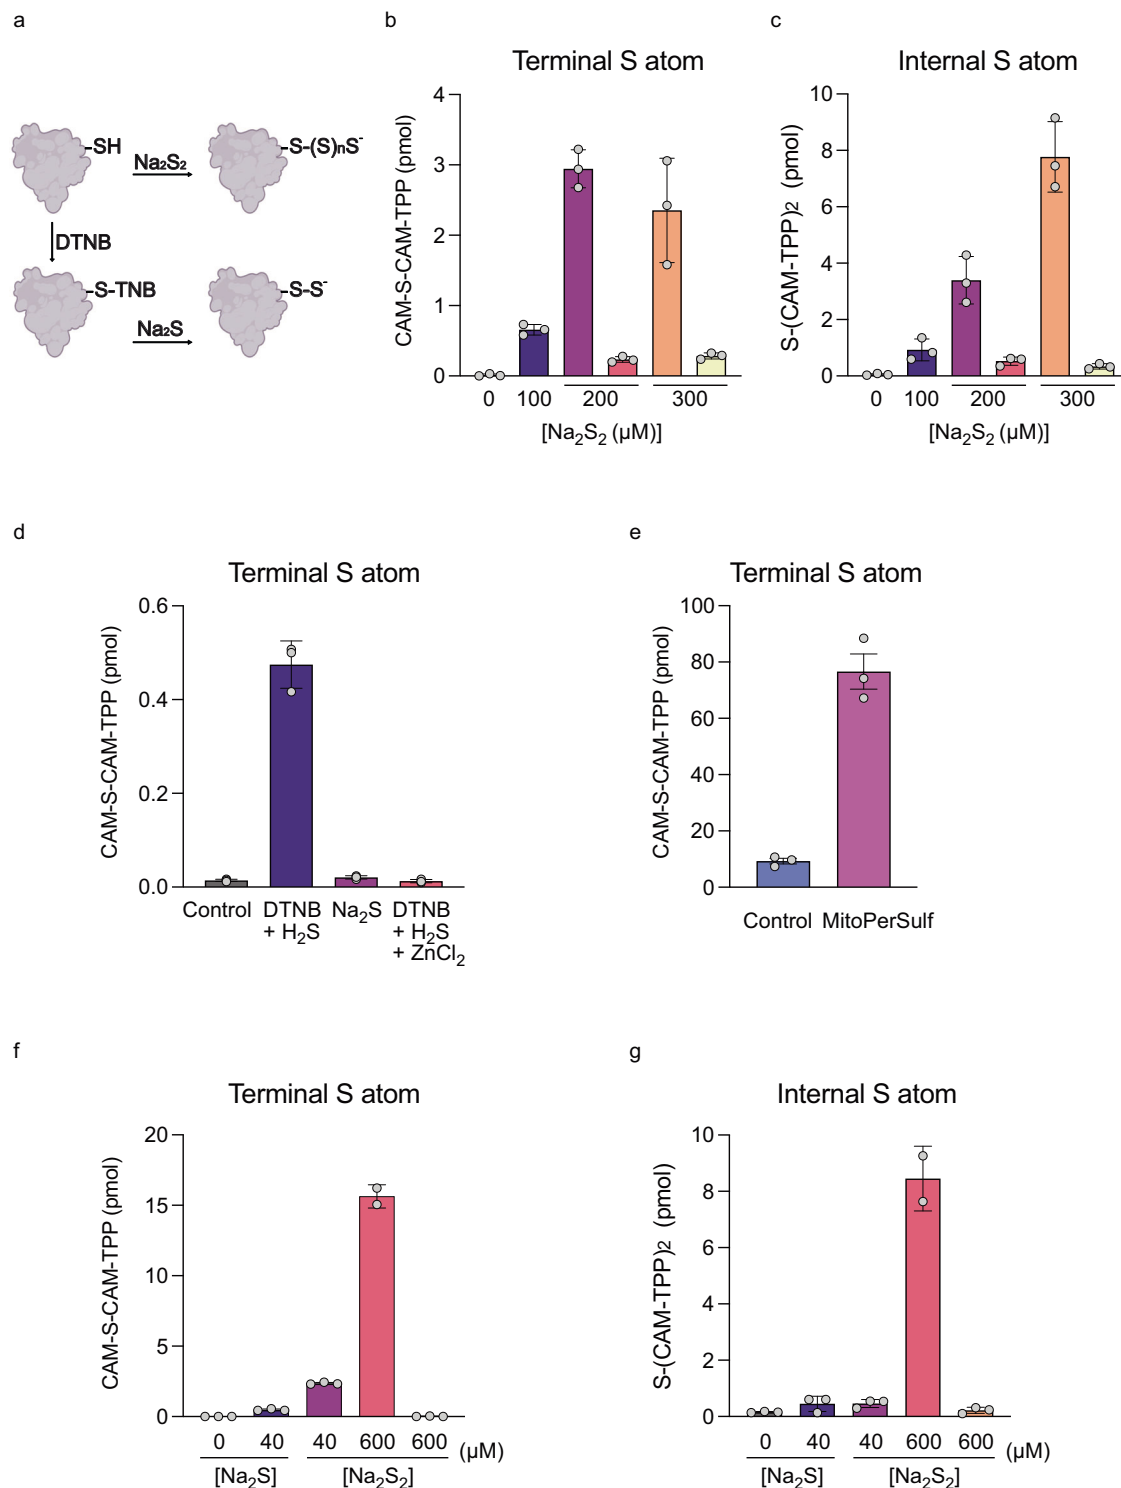 a
SH
Na₂S₂
S-(S)nS⁻
DTNB
S-TNB
Na₂S
S-S⁻
b
Terminal S atom
CAM-S-CAM-TPP (pmol)
4
3
2
1
0
0 100 200 300
[Na₂S₂ (µM)]
c
Internal S atom
S-(CAM-TPP)₂ (pmol)
10
8
6
4
2
0
0 100 200 300
[Na₂S₂ (µM)]
d
Terminal S atom
CAM-S-CAM-TPP (pmol)
0.6
0.4
0.2
0.0
Control DTNB Na₂S DTNB
+ H₂S + H₂S
+ ZnCl₂
e
Terminal S atom
CAM-S-CAM-TPP (pmol)
100
80
60
40
20
0
Control MitoPerSulf
f
Terminal S atom
CAM-S-CAM-TPP (pmol)
20
15
10
5
0
0 40 40 600 600 (µM)
[Na₂S] [Na₂S₂]
g
Internal S atom
S-(CAM-TPP)₂ (pmol)
10
8
6
4
2
0
0 40 40 600 600 (µM)
[Na₂S] [Na₂S₂]